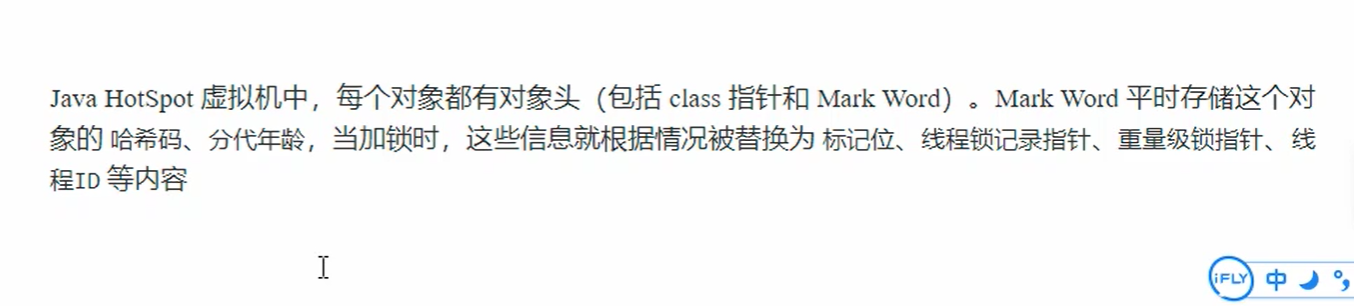 Java HotSpot 虚拟机中，每个对象都有对象头（包括 class 指针和 Mark Word）。Mark Word 平时存储这个对
象的 哈希码、分代年龄，当加锁时，这些信息就根据情况被替换为 标记位、线程锁记录指针、重量级锁指针、线
程ID 等内容
iFLY 中